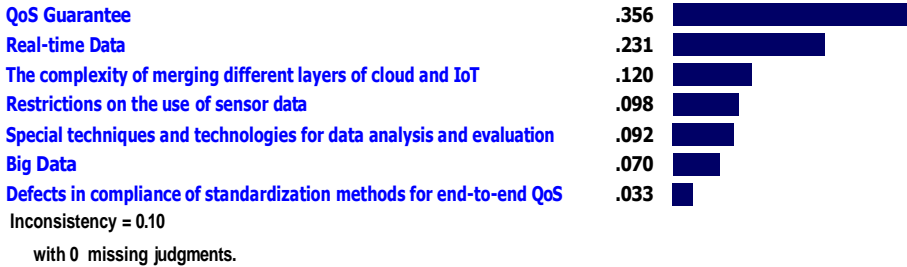 QoS Guarantee .356
Real-time Data .231
The complexity of merging different layers of cloud and IoT .120
Restrictions on the use of sensor data .098
Special techniques and technologies for data analysis and evaluation .092
Big Data .070
Defects in compliance of standardization methods for end-to-end QoS .033
Inconsistency = 0.10
with 0 missing judgments.